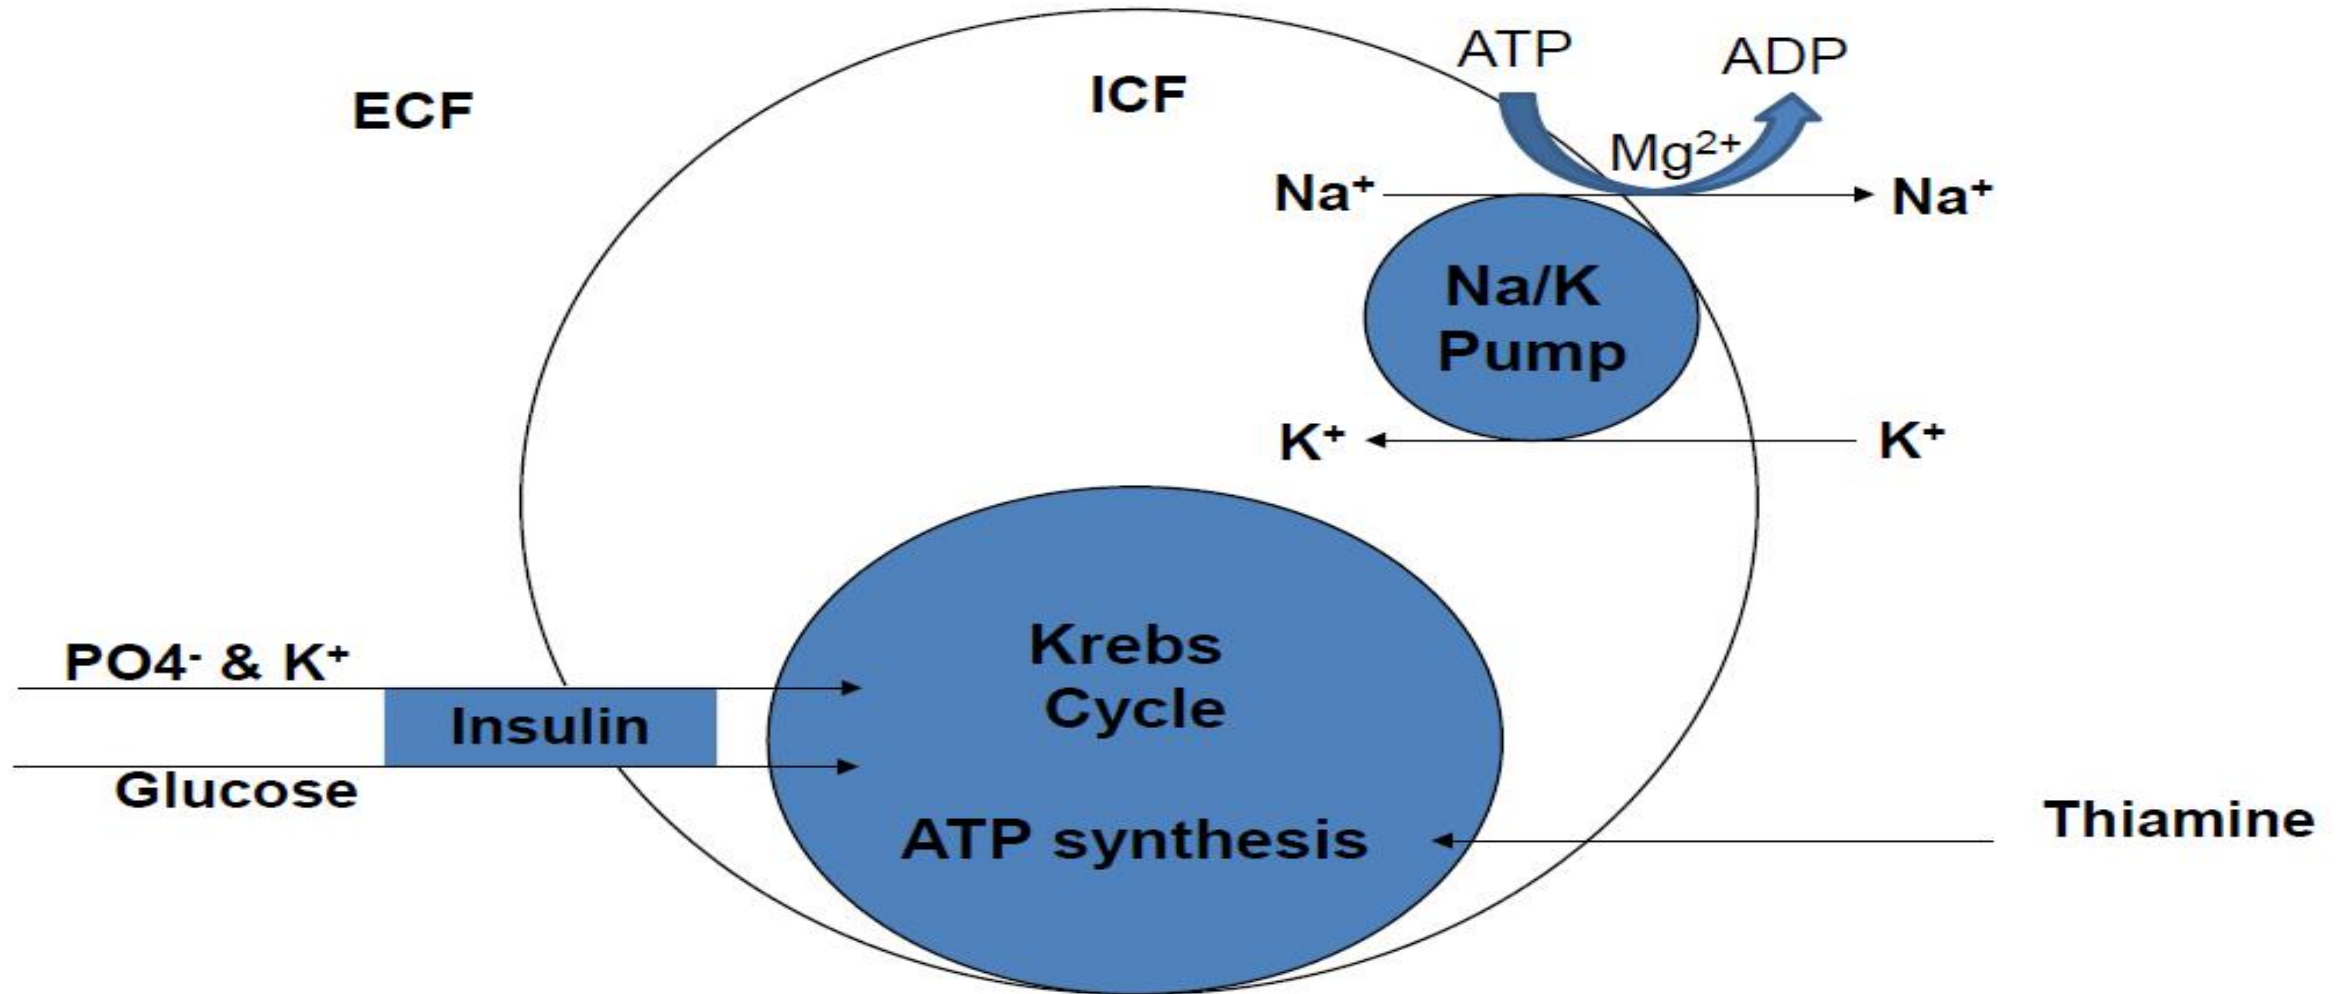 ECF
ICF
ATP
ADP
Mg²⁺
Na⁺
Na⁺
Na/K
Pump
K⁺
K⁺
PO4⁻ & K⁺
Insulin
Glucose
Krebs
Cycle
ATP synthesis
Thiamine